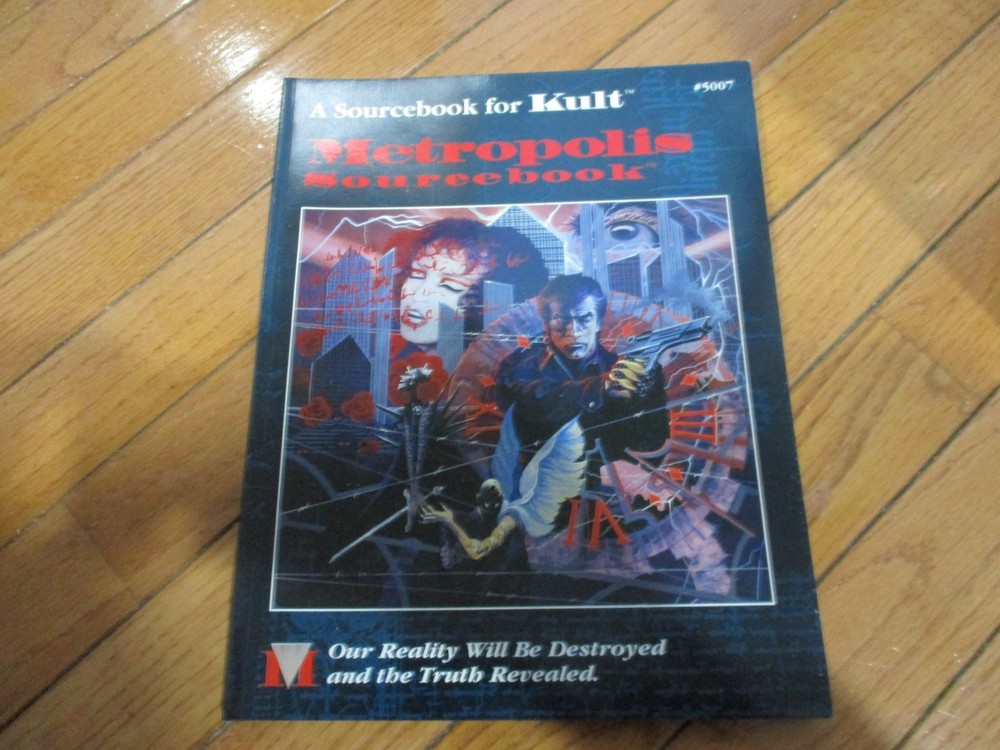 A Sourcebook for Kult™
#5007
Metropolis
Sourcebook™
Our Reality Will Be Destroyed
and the Truth Revealed.
M